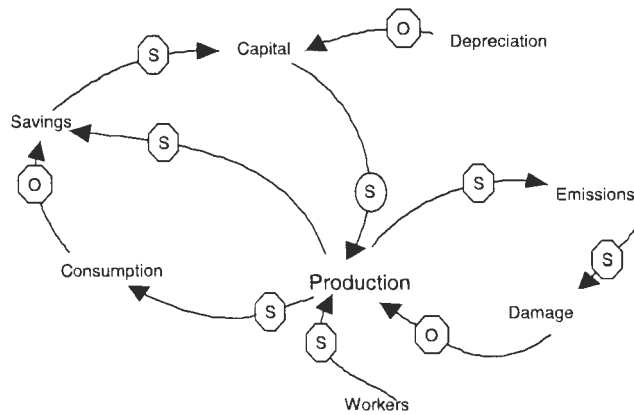 O
Depreciation
S
Capital
Savings
S
S
S
Emissions
O
S
Consumption
Production
Damage
S
O
S
Workers